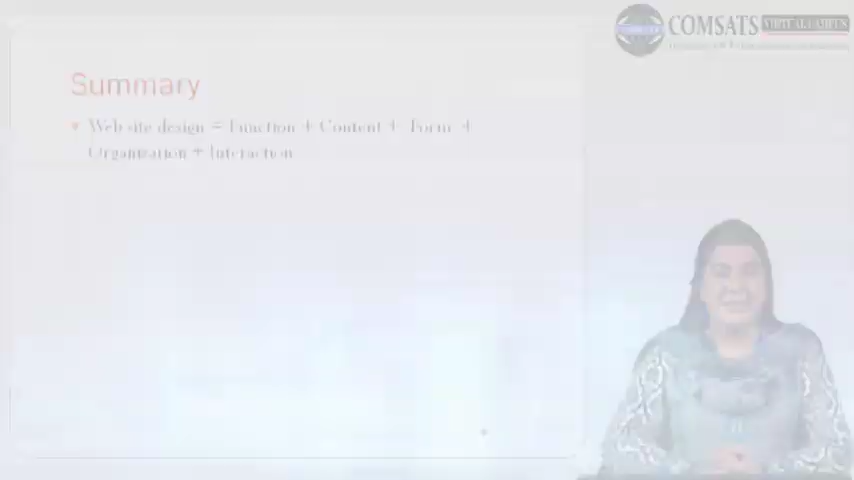 COMSATS VIRTUAL CAMPUS
Summary
Web site design = Function + Content + Form +
Organization + Interaction